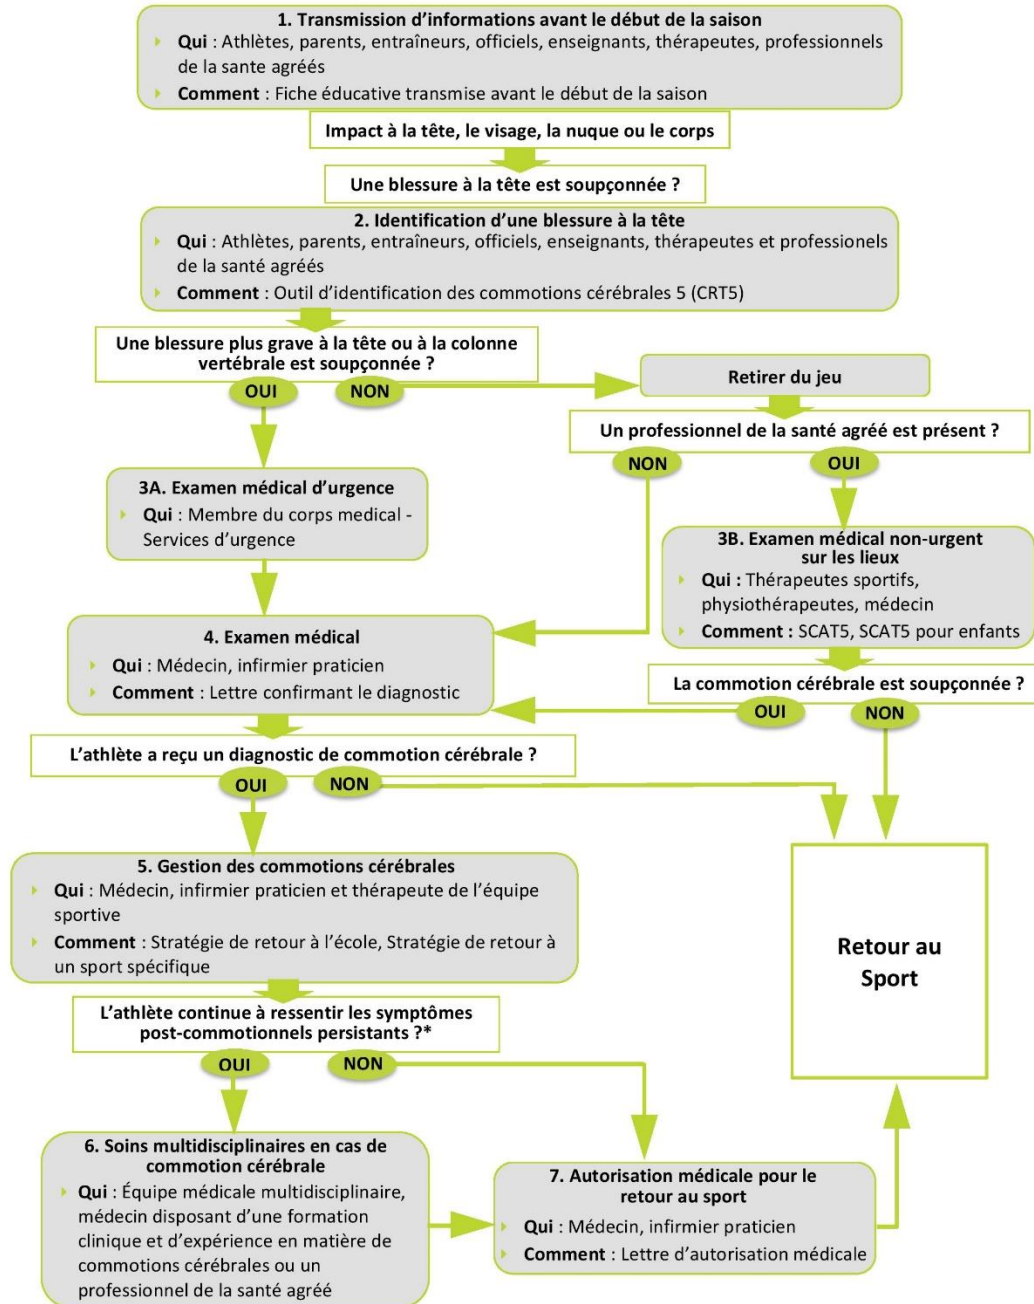 1. Transmission d'informations avant le début de la saison
Qui : Athlètes, parents, entraîneurs, officiels, enseignants, thérapeutes, professionnels
de la sante agréés
Comment : Fiche éducative transmise avant le début de la saison
Impact à la tête, le visage, la nuque ou le corps
Une blessure à la tête est soupçonnée ?
2. Identification d'une blessure à la tête
Qui : Athlètes, parents, entraîneurs, officiels, enseignants, thérapeutes et professionels
de la santé agréés
Comment : Outil d'identification des commotions cérébrales 5 (CRT5)
Une blessure plus grave à la tête ou à la colonne
vertébrale est soupçonnée ?
OUI
NON
Retirer du jeu
Un professionnel de la santé agréé est présent ?
NON
OUI
3A. Examen médical d'urgence
Qui : Membre du corps medical -
Services d'urgence
3B. Examen médical non-urgent
sur les lieux
Qui : Thérapeutes sportifs,
physiothérapeutes, médecin
Comment : SCAT5, SCAT5 pour enfants
4. Examen médical
Qui : Médecin, infirmier praticien
Comment : Lettre confirmant le diagnostic
La commotion cérébrale est soupçonnée ?
OUI
NON
L'athlète a reçu un diagnostic de commotion cérébrale ?
OUI
NON
5. Gestion des commotions cérébrales
Qui : Médecin, infirmier praticien et thérapeute de l'équipe
sportive
Comment : Stratégie de retour à l'école, Stratégie de retour à
un sport spécifique
Retour au
Sport
L'athlète continue à ressentir les symptômes
post-commotionnels persistants ?*
OUI
NON
6. Soins multidisciplinaires en cas de
commotion cérébrale
Qui : Équipe médicale multidisciplinaire,
médecin disposant d'une formation
clinique et d'expérience en matière de
commotions cérébrales ou un
professionnel de la santé agréé
7. Autorisation médicale pour le
retour au sport
Qui : Médecin, infirmier praticien
Comment : Lettre d'autorisation médicale